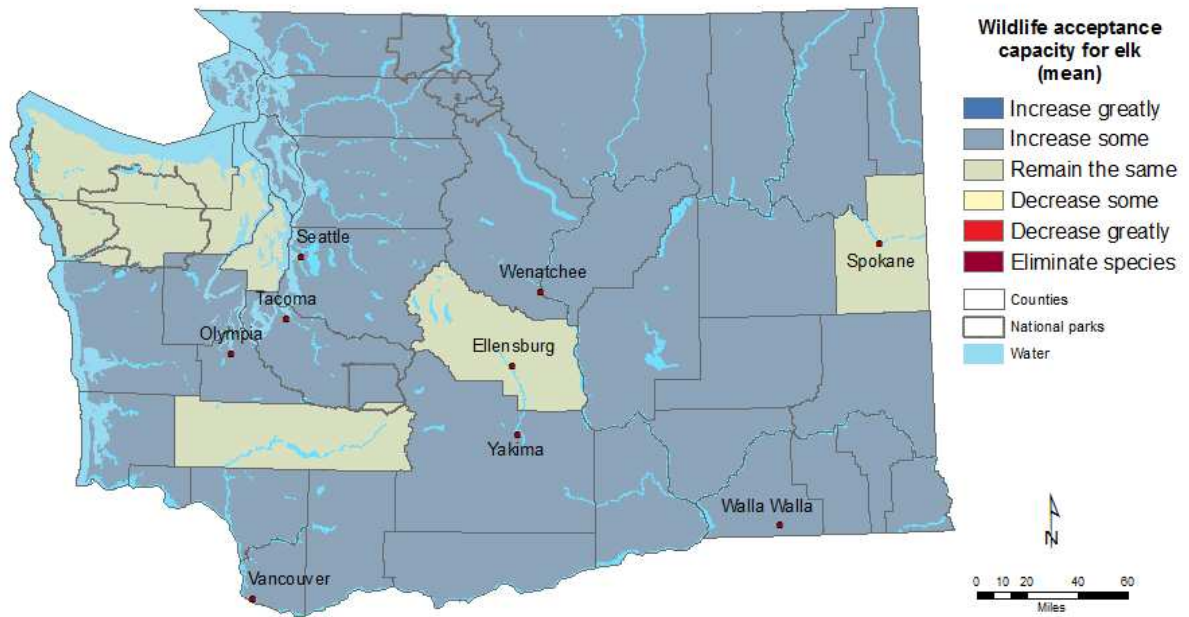 Wildlife acceptance
capacity for elk
(mean)
Increase greatly
Increase some
Remain the same
Decrease some
Decrease greatly
Eliminate species
Counties
National parks
Water
Seattle
Tacoma
Olympia
Wenatchee
Ellensburg
Yakima
Spokane
Walla Walla
Vancouver
N
0 10 20 40 60
Miles